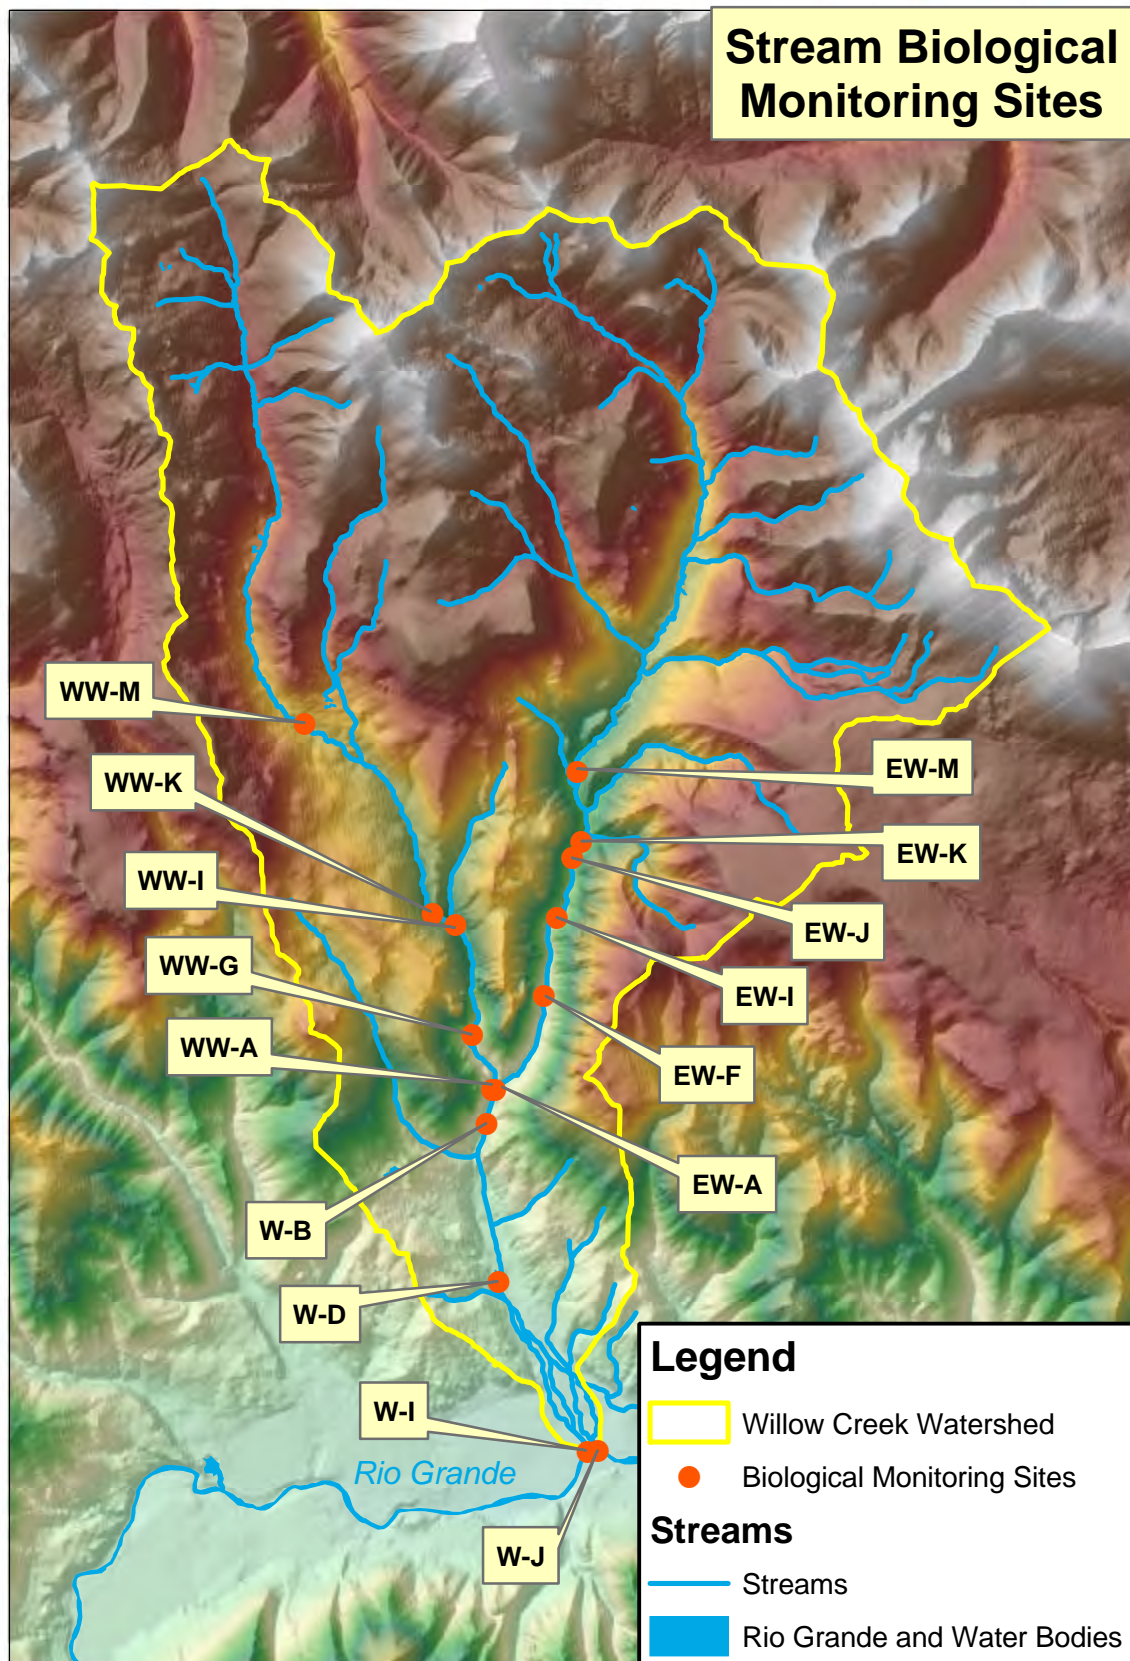 Stream Biological
Monitoring Sites
WW-M
WW-K
EW-M
EW-K
WW-I
EW-J
WW-G
EW-I
WW-A
EW-F
EW-A
W-B
W-D
W-I
Rio Grande
W-J
Legend
Willow Creek Watershed
Biological Monitoring Sites
Streams
Streams
Rio Grande and Water Bodies